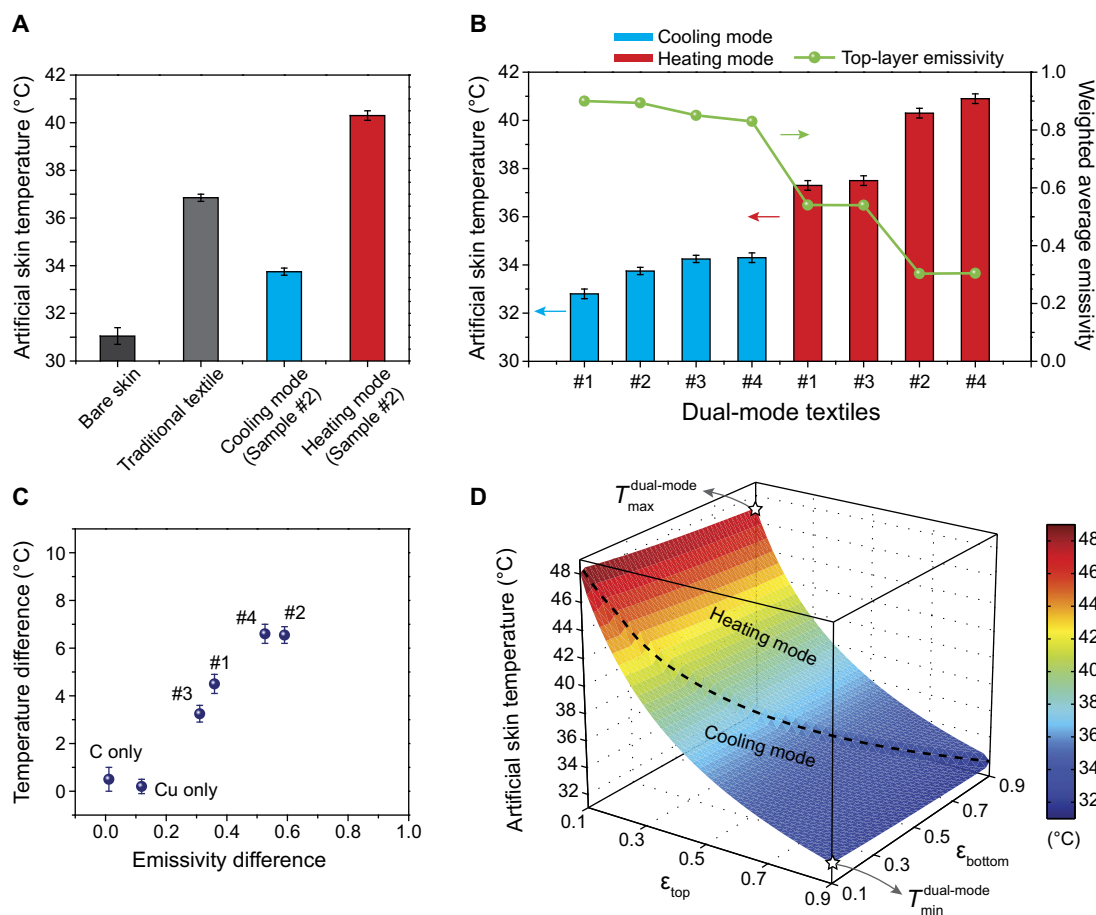 A
Artificial skin temperature (°C)
42
40
38
36
34
32
30
Bare skin
Traditional textile
Cooling mode
(Sample #2)
Heating mode
(Sample #2)
B
Cooling mode
Heating mode
Top-layer emissivity
Artificial skin temperature (°C)
42
40
38
36
34
32
30
Weighted average emissivity
1.0
0.8
0.6
0.4
0.2
0.0
#1 #2 #3 #4 #1 #3 #2 #4
Dual-mode textiles
C
Temperature difference (°C)
10
8
6
4
2
0
#4 #2
#1
#3
C only
Cu only
0.0 0.2 0.4 0.6 0.8 1.0
Emissivity difference
D
T max dual-mode
Artificial skin temperature (°C)
48
46
44
42
40
38
36
34
32
Heating mode
Cooling mode
0.1 0.3 0.5 0.7 0.9
εtop
0.1 0.3 0.5 0.7 0.9
εbottom
T min dual-mode
48
46
44
42
40
38
36
34
32
(°C)